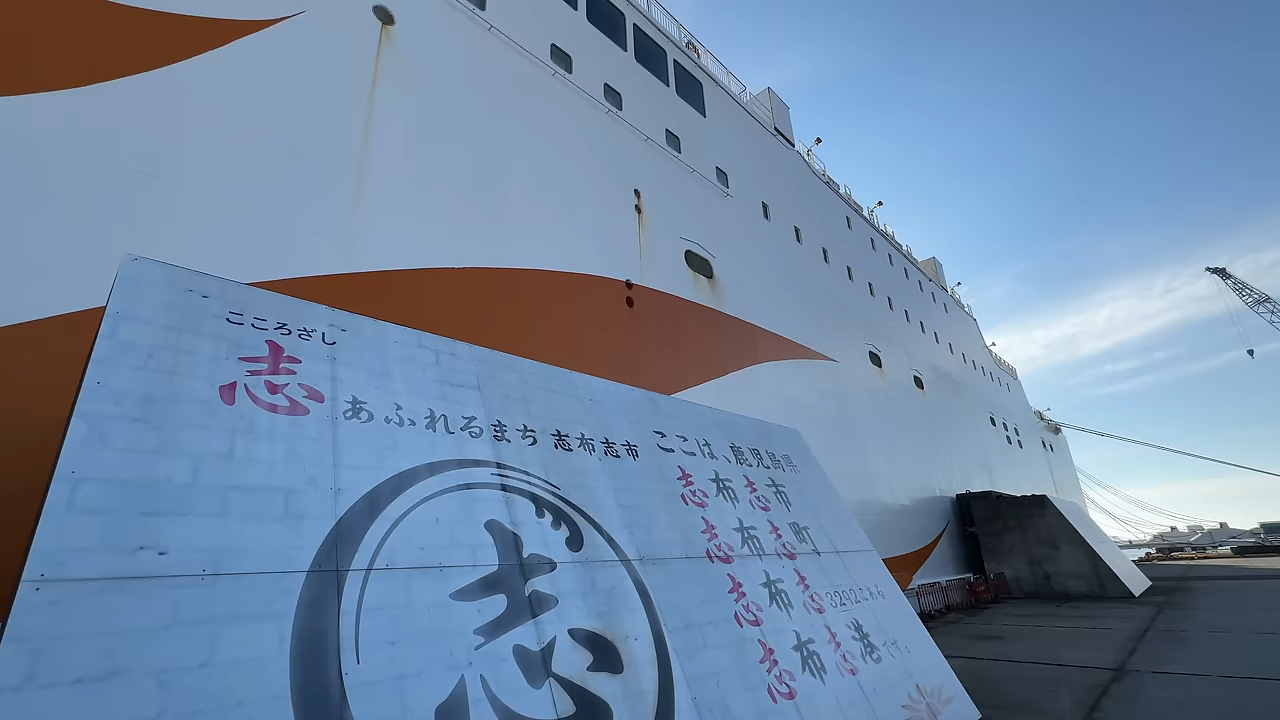 こころざし
志あふれるまち 志布志市
志
ここは、鹿児島県
志布志市
志布志町
志布志
志布志港です。